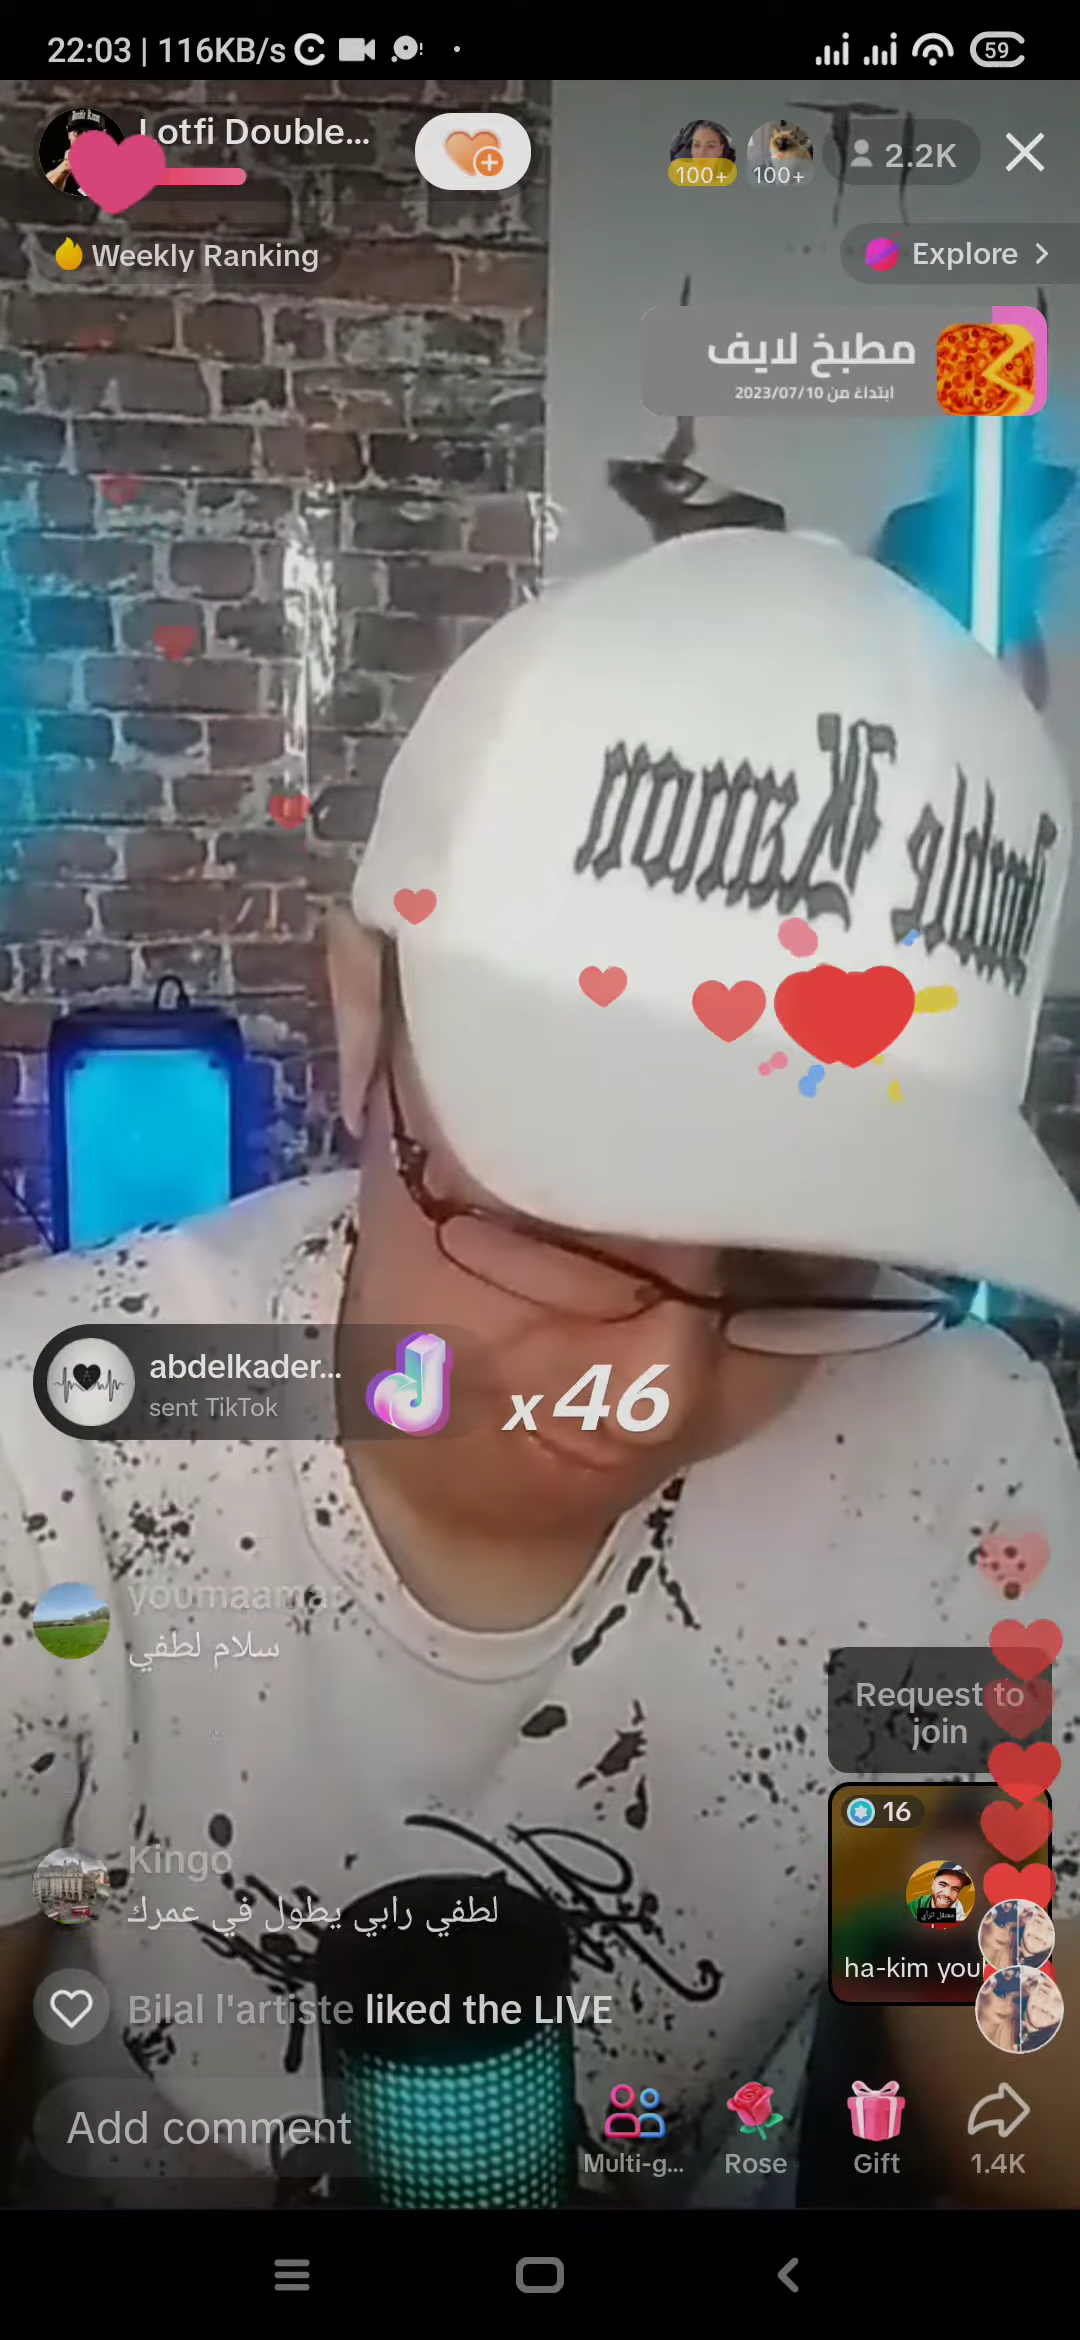 22:03 | 116KB/s
59
Lotfi Double...
100+
100+
2.2K
Weekly Ranking
Explore
مطبخ لايف
ابتداءً من 2023/07/10
Double Kanon
abdelkader...
sent TikTok
x46
youmaamar
سلام لطفي
Request to
join
16
Kingo
لطفي رابي يطول في عمرك
ha-kim you
Bilal l'artiste liked the LIVE
Add comment
Multi-g...
Rose
Gift
1.4K